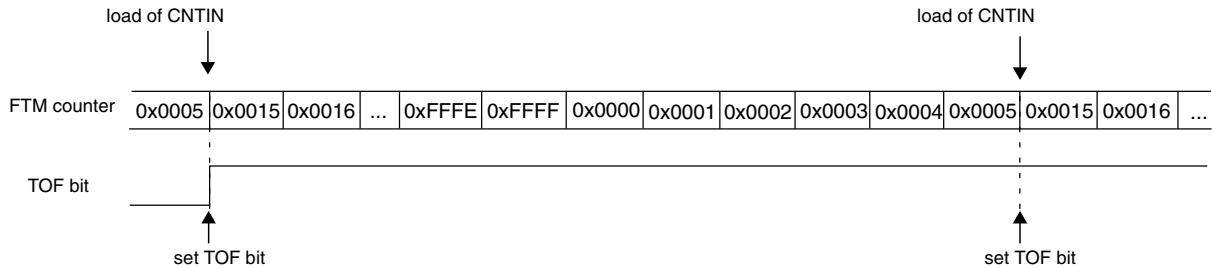 load of CNTIN load of CNTIN
FTM counter 0x0005 0x0015 0x0016 ... 0xFFFE 0xFFFF 0x0000 0x0001 0x0002 0x0003 0x0004 0x0005 0x0015 0x0016 ...
TOF bit
set TOF bit set TOF bit